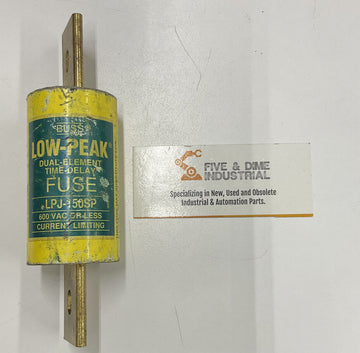 BUSS
LOW-PEAK
DUAL-ELEMENT
TIME-DELAY
FUSE
LPJ-150SP
600 VAC OR LESS
CURRENT LIMITING
FIVE & DIME
INDUSTRIAL
Specializing in New, Used and Obsolete
Industrial & Automation Parts.